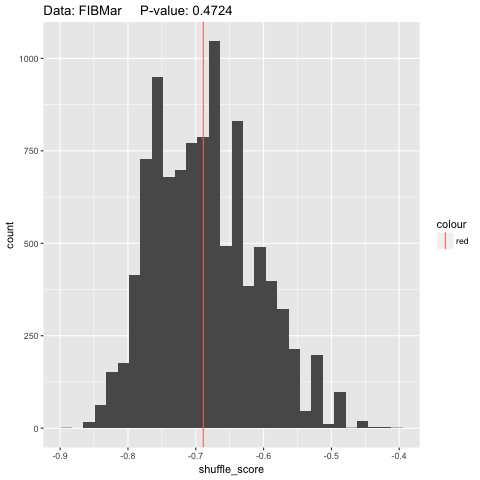 Data: FIBMar P-value: 0.4724
1000
750
500
250
0
count
-0.9 -0.8 -0.7 -0.6 -0.5 -0.4
shuffle_score
colour
red